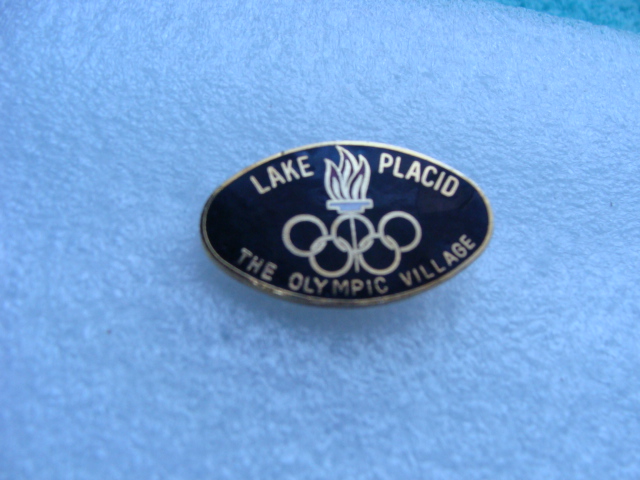 LAKE PLACID
THE OLYMPIC VILLAGE